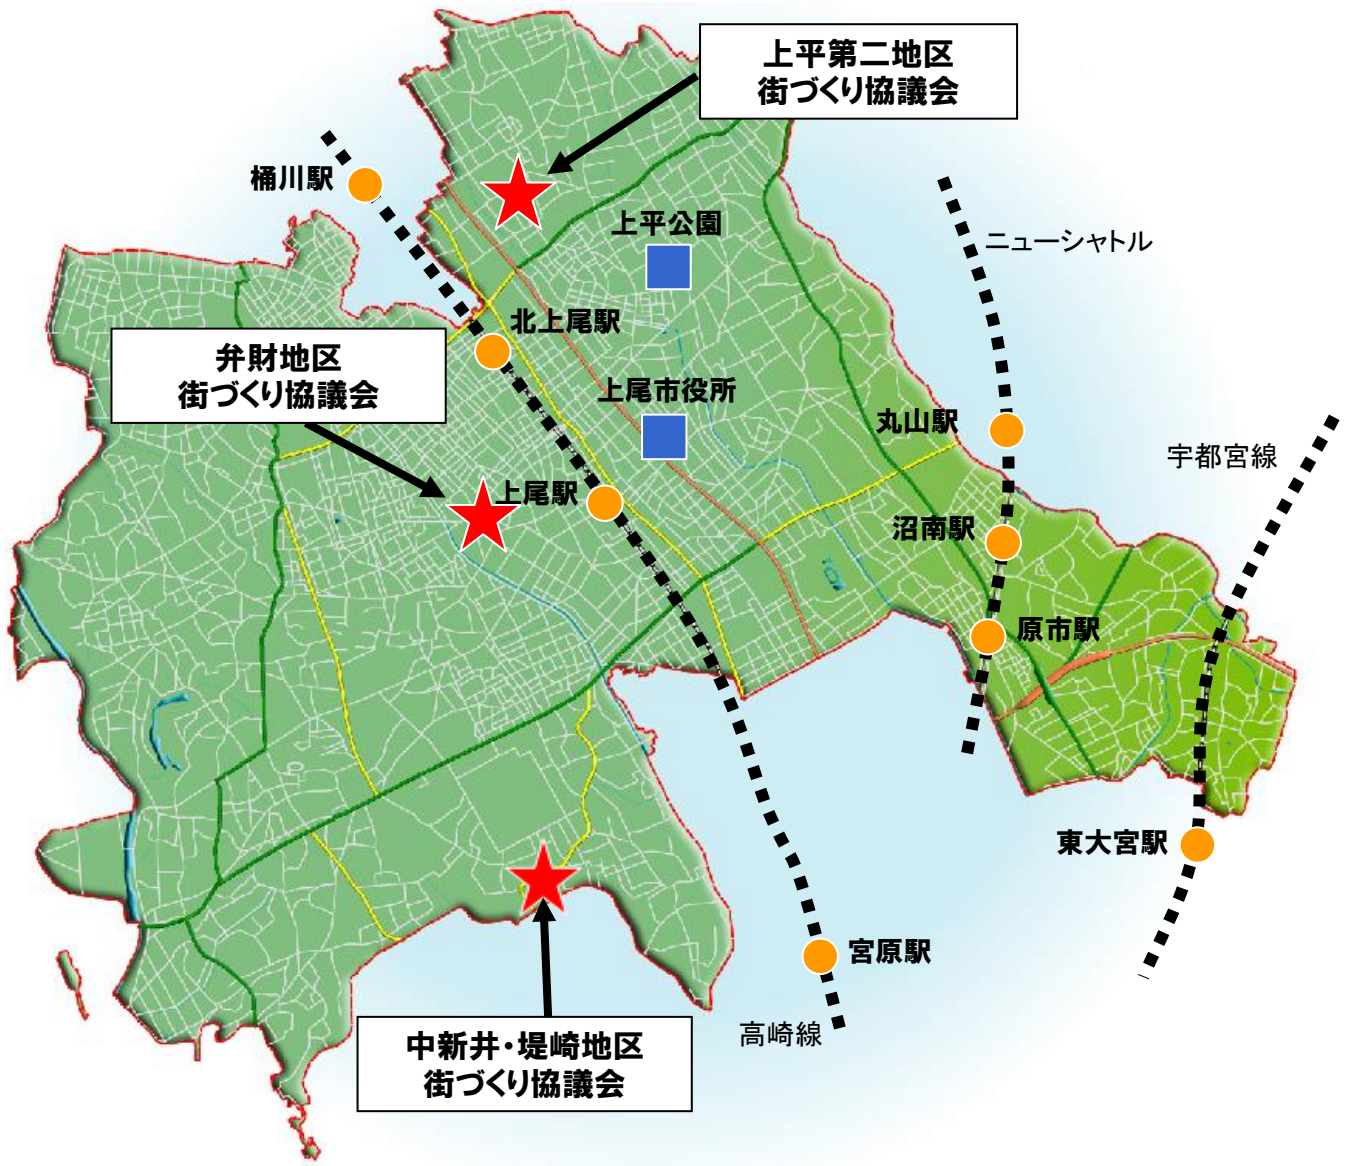 上平第二地区
街づくり協議会
桶川駅
上平公園
ニューシャトル
北上尾駅
弁財地区
街づくり協議会
上尾市役所
丸山駅
宇都宮線
上尾駅
沼南駅
原市駅
東大宮駅
宮原駅
高崎線
中新井・堤崎地区
街づくり協議会